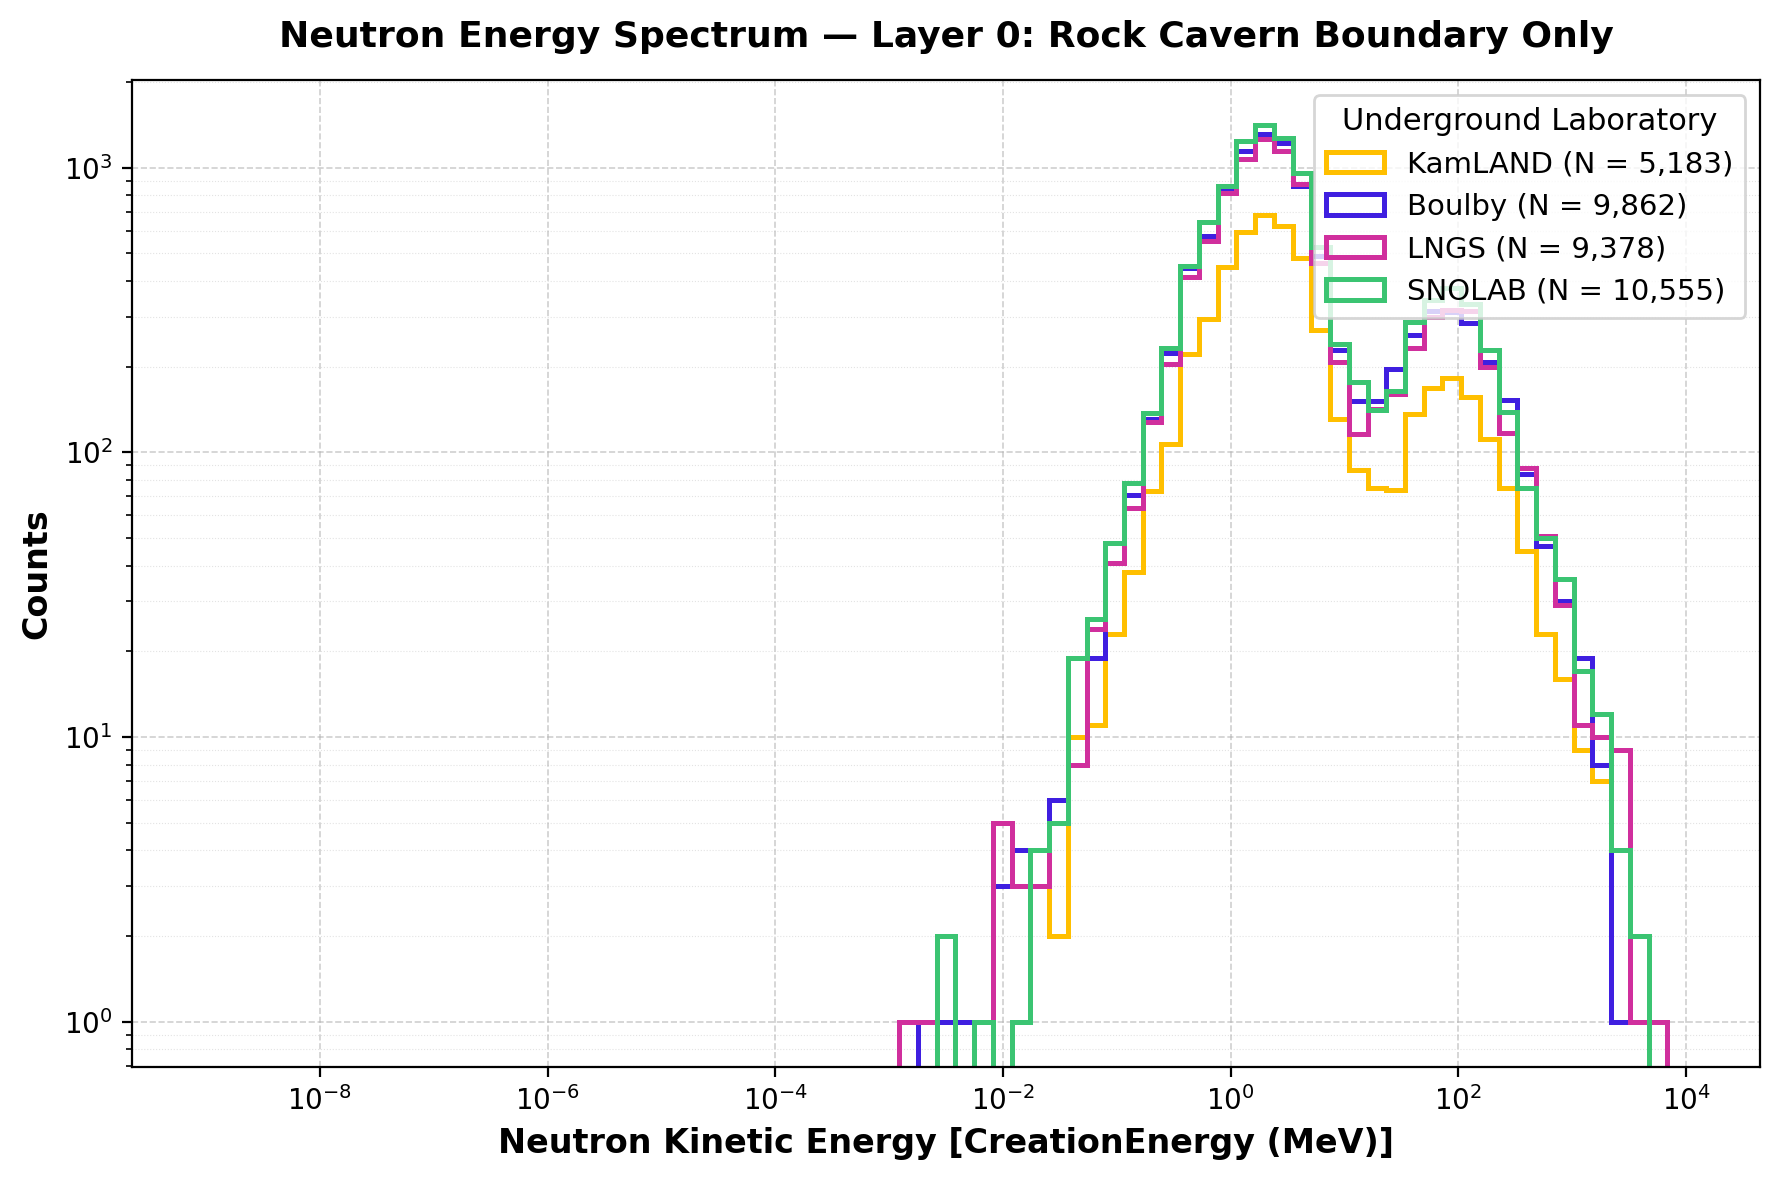 Neutron Energy Spectrum — Layer 0: Rock Cavern Boundary Only
Underground Laboratory
KamLAND (N = 5,183)
Boulby (N = 9,862)
LNGS (N = 9,378)
SNOLAB (N = 10,555)
Counts
10³
10²
10¹
10⁰
10⁻⁸
10⁻⁶
10⁻⁴
10⁻²
10⁰
10²
10⁴
Neutron Kinetic Energy [CreationEnergy (MeV)]